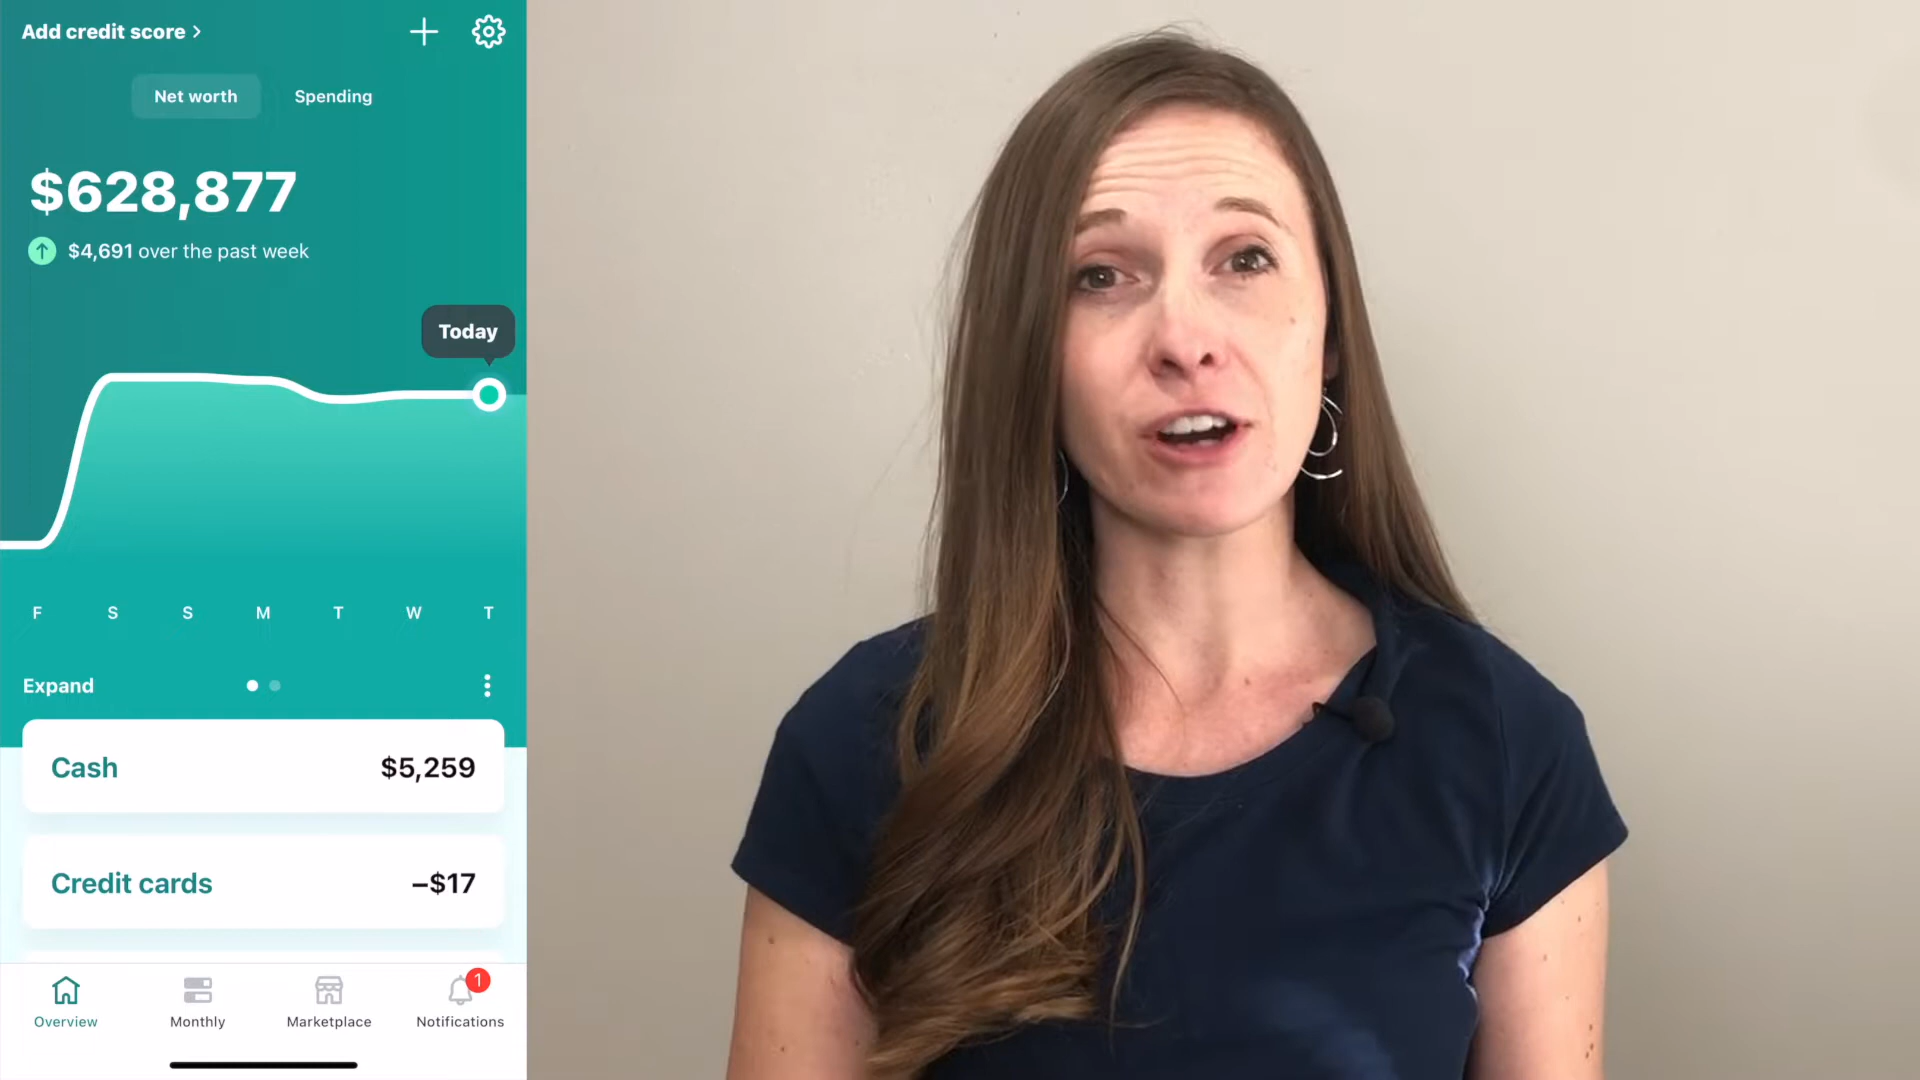 Add credit score >
Net worth Spending
$628,877
$4,691 over the past week
Today
F S S M T W T
Expand
Cash $5,259
Credit cards –$17
1
Overview Monthly Marketplace Notifications